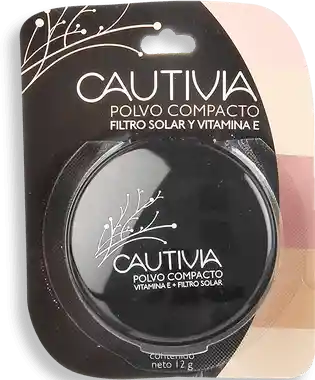 CAUTIVIA
POLVO COMPACTO
FILTRO SOLAR Y VITAMINA E
CAUTIVIA
POLVO COMPACTO
VITAMINA E + FILTRO SOLAR
contenido
neto 12 g